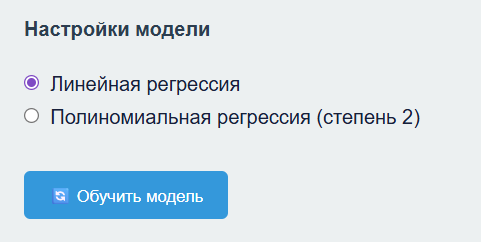 Настройки модели
Линейная регрессия
Полиномиальная регрессия (степень 2)
Обучить модель